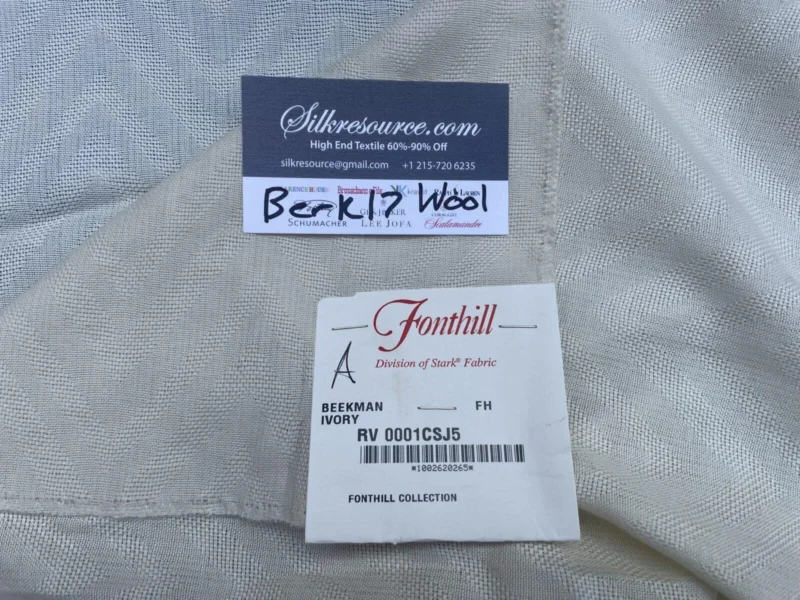 Silkresource.com
High End Textile 60%-90% Off
silkresource@gmail.com +1 215-720 6235
Beek17 Wool
SCHUMACHER LEE JOFA Scalamandre
Fonthill
Division of Stark® Fabric
A
BEEKMAN FH
IVORY
RV 0001CSJ5
*1002620265*
FONTHILL COLLECTION